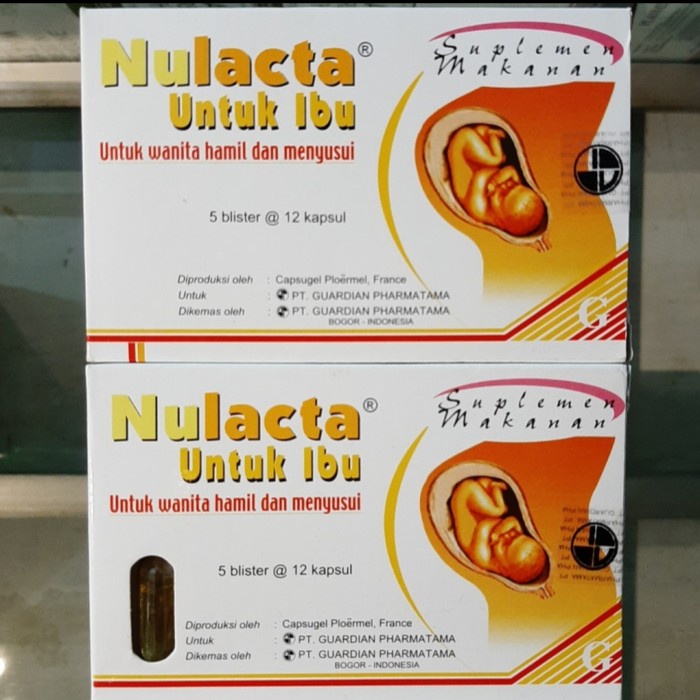 Nulacta®
Suplemen
Makanan
Untuk Ibu
Untuk wanita hamil dan menyusui
5 blister @ 12 kapsul
Diproduksi oleh : Capsugel Ploërmel, France
Untuk : PT. GUARDIAN PHARMATAMA
Dikemas oleh : PT. GUARDIAN PHARMATAMA
BOGOR - INDONESIA
G
Nulacta®
Suplemen
Makanan
Untuk Ibu
Untuk wanita hamil dan menyusui
5 blister @ 12 kapsul
Diproduksi oleh : Capsugel Ploërmel, France
Untuk : PT. GUARDIAN PHARMATAMA
Dikemas oleh : PT. GUARDIAN PHARMATAMA
BOGOR - INDONESIA
G